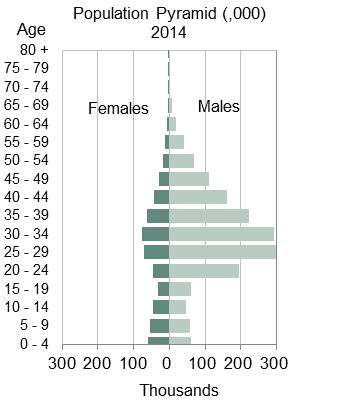 Population Pyramid (,000)
2014
Age
80 +
75 - 79
70 - 74
65 - 69
60 - 64
55 - 59
50 - 54
45 - 49
40 - 44
35 - 39
30 - 34
25 - 29
20 - 24
15 - 19
10 - 14
5 - 9
0 - 4
Females Males
300 200 100 0 100 200 300
Thousands